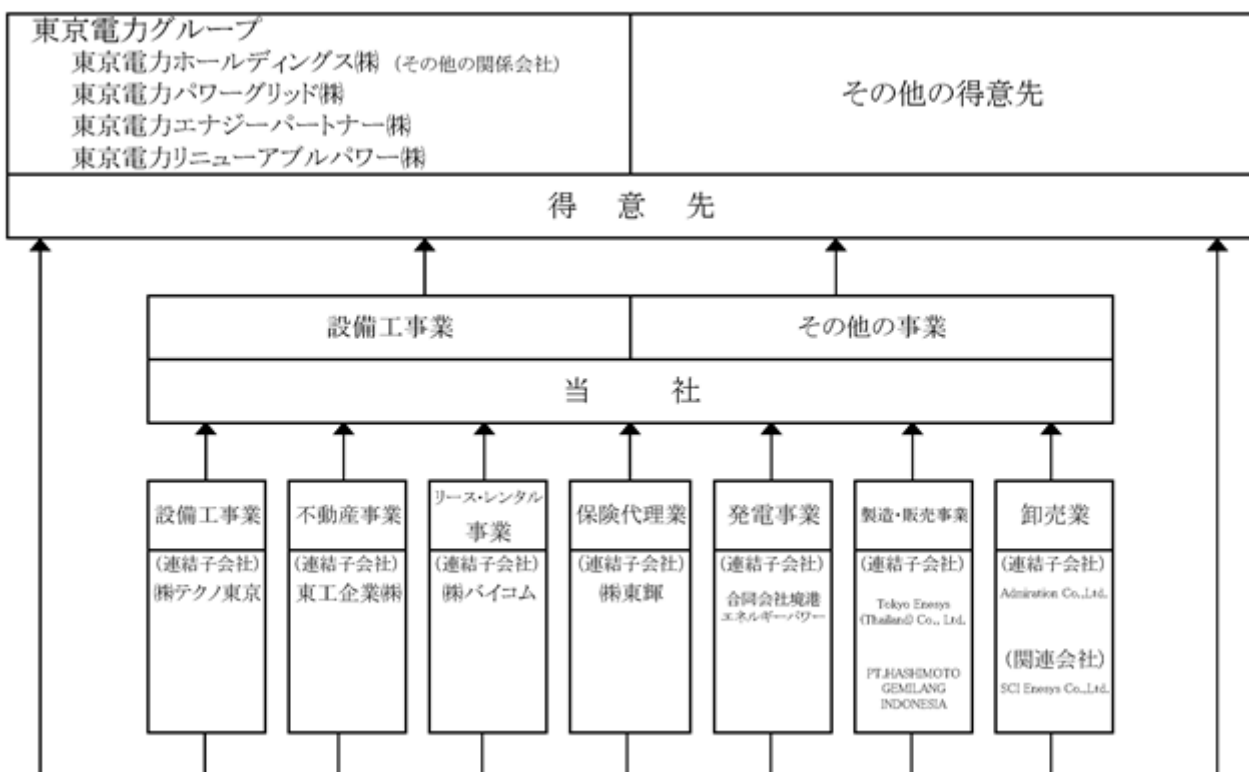 東京電力グループ
東京電力ホールディングス㈱ (その他の関係会社)
東京電力パワーグリッド㈱
東京電力エナジーパートナー㈱
東京電力リニューアブルパワー㈱
その他の得意先
得 意 先
設備工事業
その他の事業
当 社
設備工事業
(連結子会社)
㈱テクノ東京
不動産事業
(連結子会社)
東工企業㈱
リース・レンタル
事業
(連結子会社)
㈱バイコム
保険代理業
(連結子会社)
㈱東輝
発電事業
(連結子会社)
合同会社境港
エネルギーパワー
製造・販売事業
(連結子会社)
Tokyo Enesys
(Thailand) Co., Ltd.
PT.HASHIMOTO
GEMILANG
INDONESIA
卸売業
(連結子会社)
Admiration Co.,Ltd.
(関連会社)
SCI Enesys Co.,Ltd.